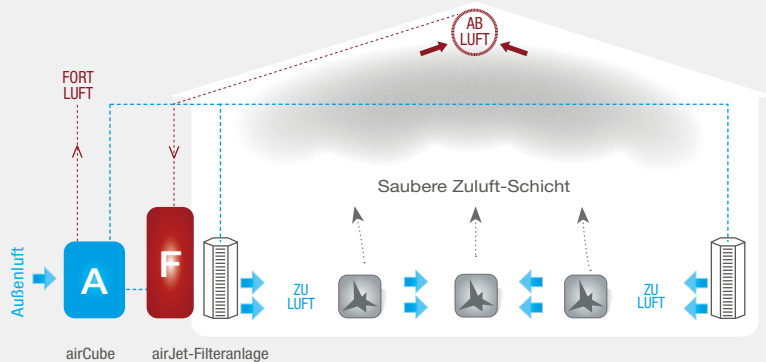 AB
LUFT
FORT
LUFT
Saubere Zuluft-Schicht
Außenluft
A
F
ZU
LUFT
ZU
LUFT
airCube
airJet-Filteranlage